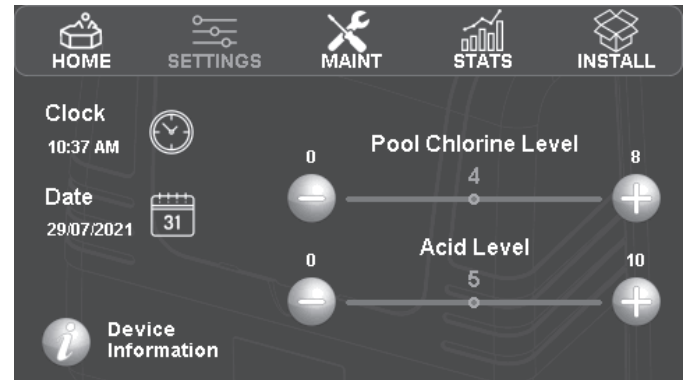 HOME SETTINGS MAINT STATS INSTALL
Clock
10:37 AM
Date
29/07/2021
31
Device
Information
Pool Chlorine Level
0 4 8
Acid Level
0 5 10